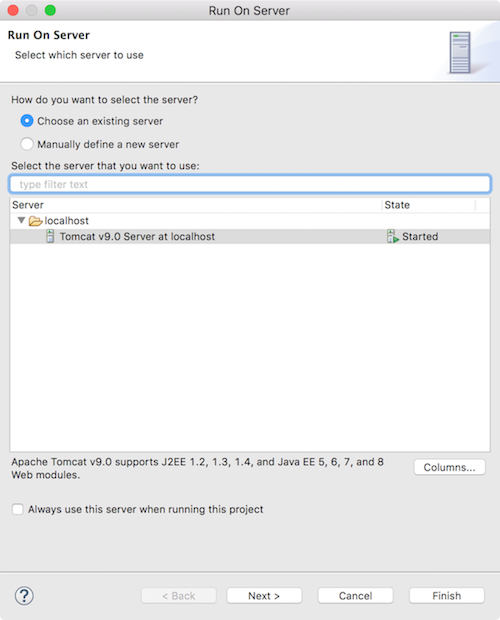 Run On Server
Run On Server
Select which server to use
How do you want to select the server?
Choose an existing server
Manually define a new server
Select the server that you want to use:
type filter text
Server State
localhost
Tomcat v9.0 Server at localhost Started
Apache Tomcat v9.0 supports J2EE 1.2, 1.3, 1.4, and Java EE 5, 6, 7, and 8
Web modules.
Columns...
Always use this server when running this project
? < Back Next > Cancel Finish